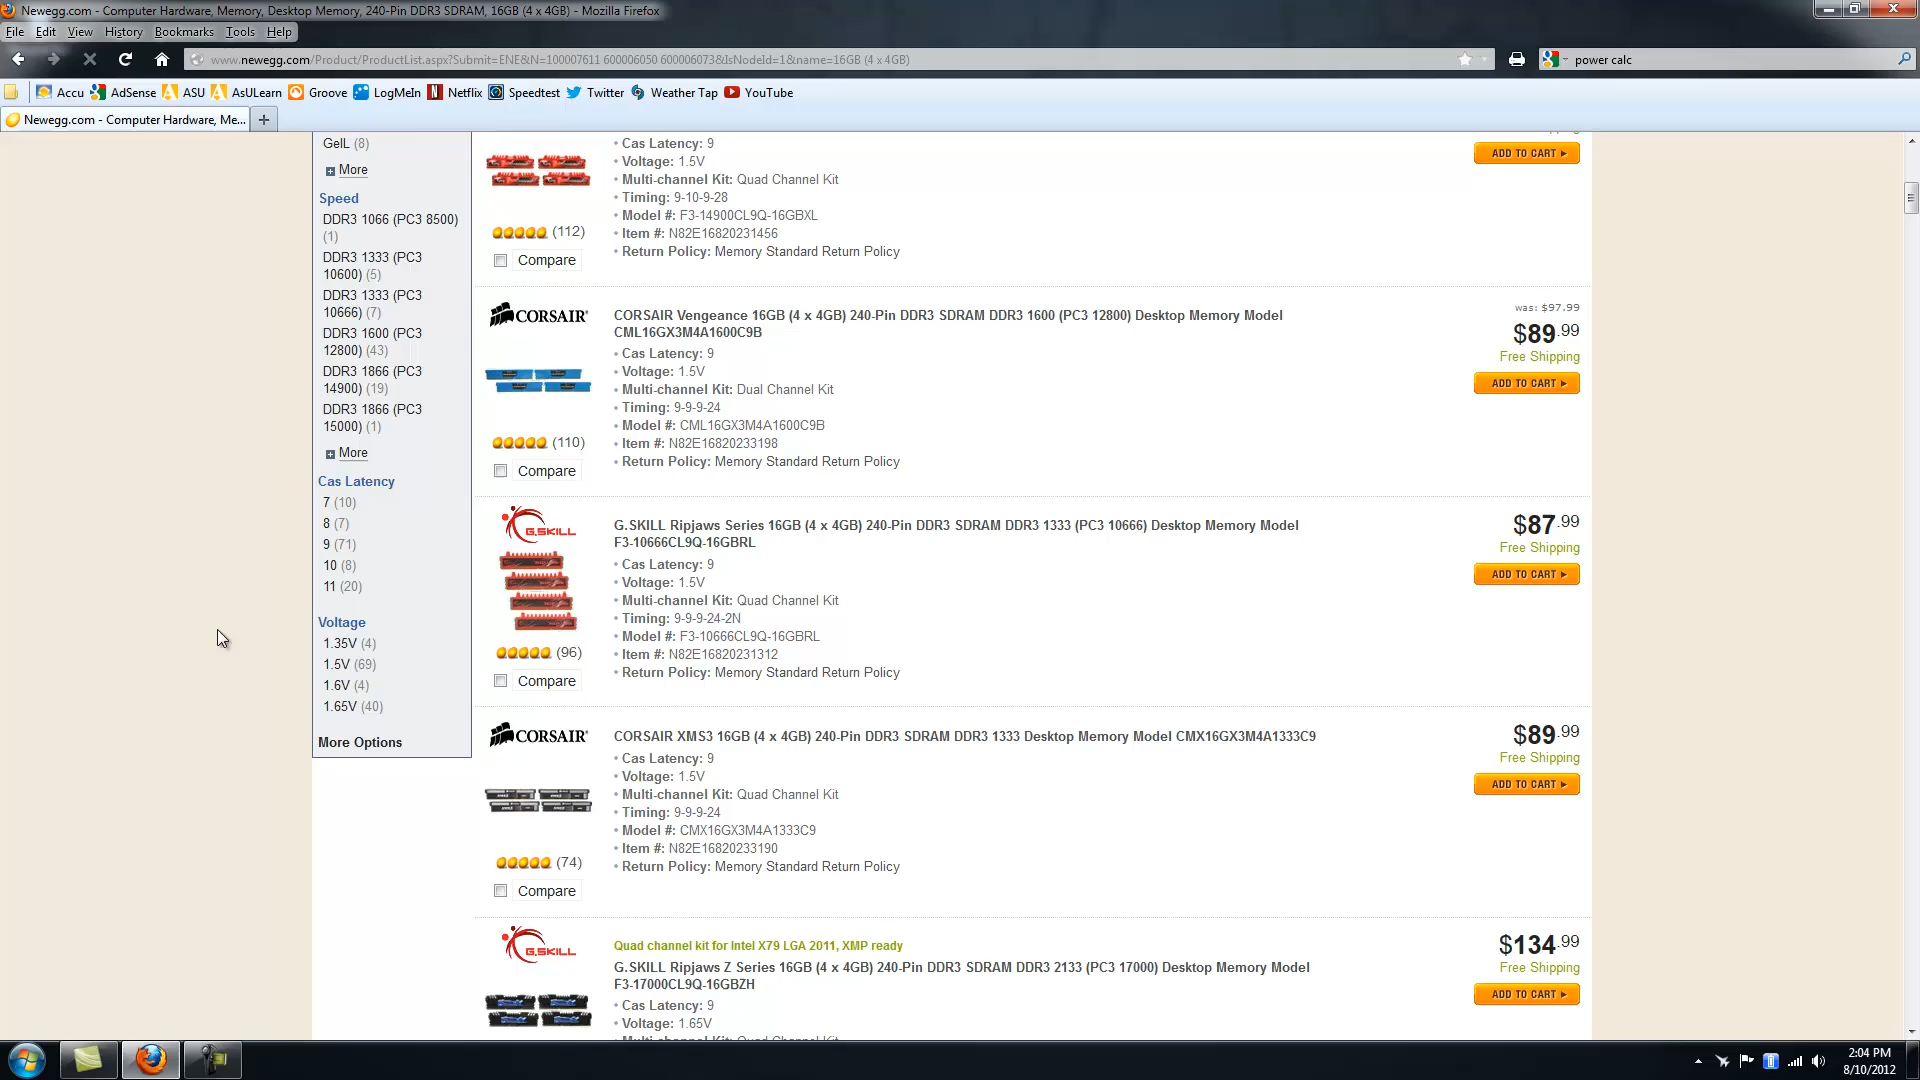 Newegg.com - Computer Hardware, Memory, Desktop Memory, 240-Pin DDR3 SDRAM, 16GB (4 x 4GB) - Mozilla Firefox
File Edit View History Bookmarks Tools Help
www.newegg.com/Product/ProductList.aspx?Submit=ENE&N=100007611 600006050 600006073&IsNodeId=1&name=16GB (4 x 4GB)
power calc
Accu AdSense ASU AsULearn Groove LogMeIn Netflix Speedtest Twitter Weather Tap YouTube
Newegg.com - Computer Hardware, Me...
GeIL (8)
More
Speed
DDR3 1066 (PC3 8500)
(1)
DDR3 1333 (PC3
10600) (5)
DDR3 1333 (PC3
10666) (7)
DDR3 1600 (PC3
12800) (43)
DDR3 1866 (PC3
14900) (19)
DDR3 1866 (PC3
15000) (1)
More
Cas Latency
7 (10)
8 (7)
9 (71)
10 (8)
11 (20)
Voltage
1.35V (4)
1.5V (69)
1.6V (4)
1.65V (40)
More Options
• Cas Latency: 9
• Voltage: 1.5V
• Multi-channel Kit: Quad Channel Kit
• Timing: 9-10-9-28
• Model #: F3-14900CL9Q-16GBXL
• Item #: N82E16820231456
• Return Policy: Memory Standard Return Policy
(112)
Compare
ADD TO CART
CORSAIR
CORSAIR Vengeance 16GB (4 x 4GB) 240-Pin DDR3 SDRAM DDR3 1600 (PC3 12800) Desktop Memory Model
CML16GX3M4A1600C9B
• Cas Latency: 9
• Voltage: 1.5V
• Multi-channel Kit: Dual Channel Kit
• Timing: 9-9-9-24
• Model #: CML16GX3M4A1600C9B
• Item #: N82E16820233198
• Return Policy: Memory Standard Return Policy
(110)
Compare
was: $97.99
$89.99
Free Shipping
ADD TO CART
G.SKILL
G.SKILL Ripjaws Series 16GB (4 x 4GB) 240-Pin DDR3 SDRAM DDR3 1333 (PC3 10666) Desktop Memory Model
F3-10666CL9Q-16GBRL
• Cas Latency: 9
• Voltage: 1.5V
• Multi-channel Kit: Quad Channel Kit
• Timing: 9-9-9-24-2N
• Model #: F3-10666CL9Q-16GBRL
• Item #: N82E16820231312
• Return Policy: Memory Standard Return Policy
(96)
Compare
$87.99
Free Shipping
ADD TO CART
CORSAIR
CORSAIR XMS3 16GB (4 x 4GB) 240-Pin DDR3 SDRAM DDR3 1333 Desktop Memory Model CMX16GX3M4A1333C9
• Cas Latency: 9
• Voltage: 1.5V
• Multi-channel Kit: Quad Channel Kit
• Timing: 9-9-9-24
• Model #: CMX16GX3M4A1333C9
• Item #: N82E16820233190
• Return Policy: Memory Standard Return Policy
(74)
Compare
$89.99
Free Shipping
ADD TO CART
G.SKILL
Quad channel kit for Intel X79 LGA 2011, XMP ready
G.SKILL Ripjaws Z Series 16GB (4 x 4GB) 240-Pin DDR3 SDRAM DDR3 2133 (PC3 17000) Desktop Memory Model
F3-17000CL9Q-16GBZH
• Cas Latency: 9
• Voltage: 1.65V
$134.99
Free Shipping
ADD TO CART
2:04 PM
8/10/2012